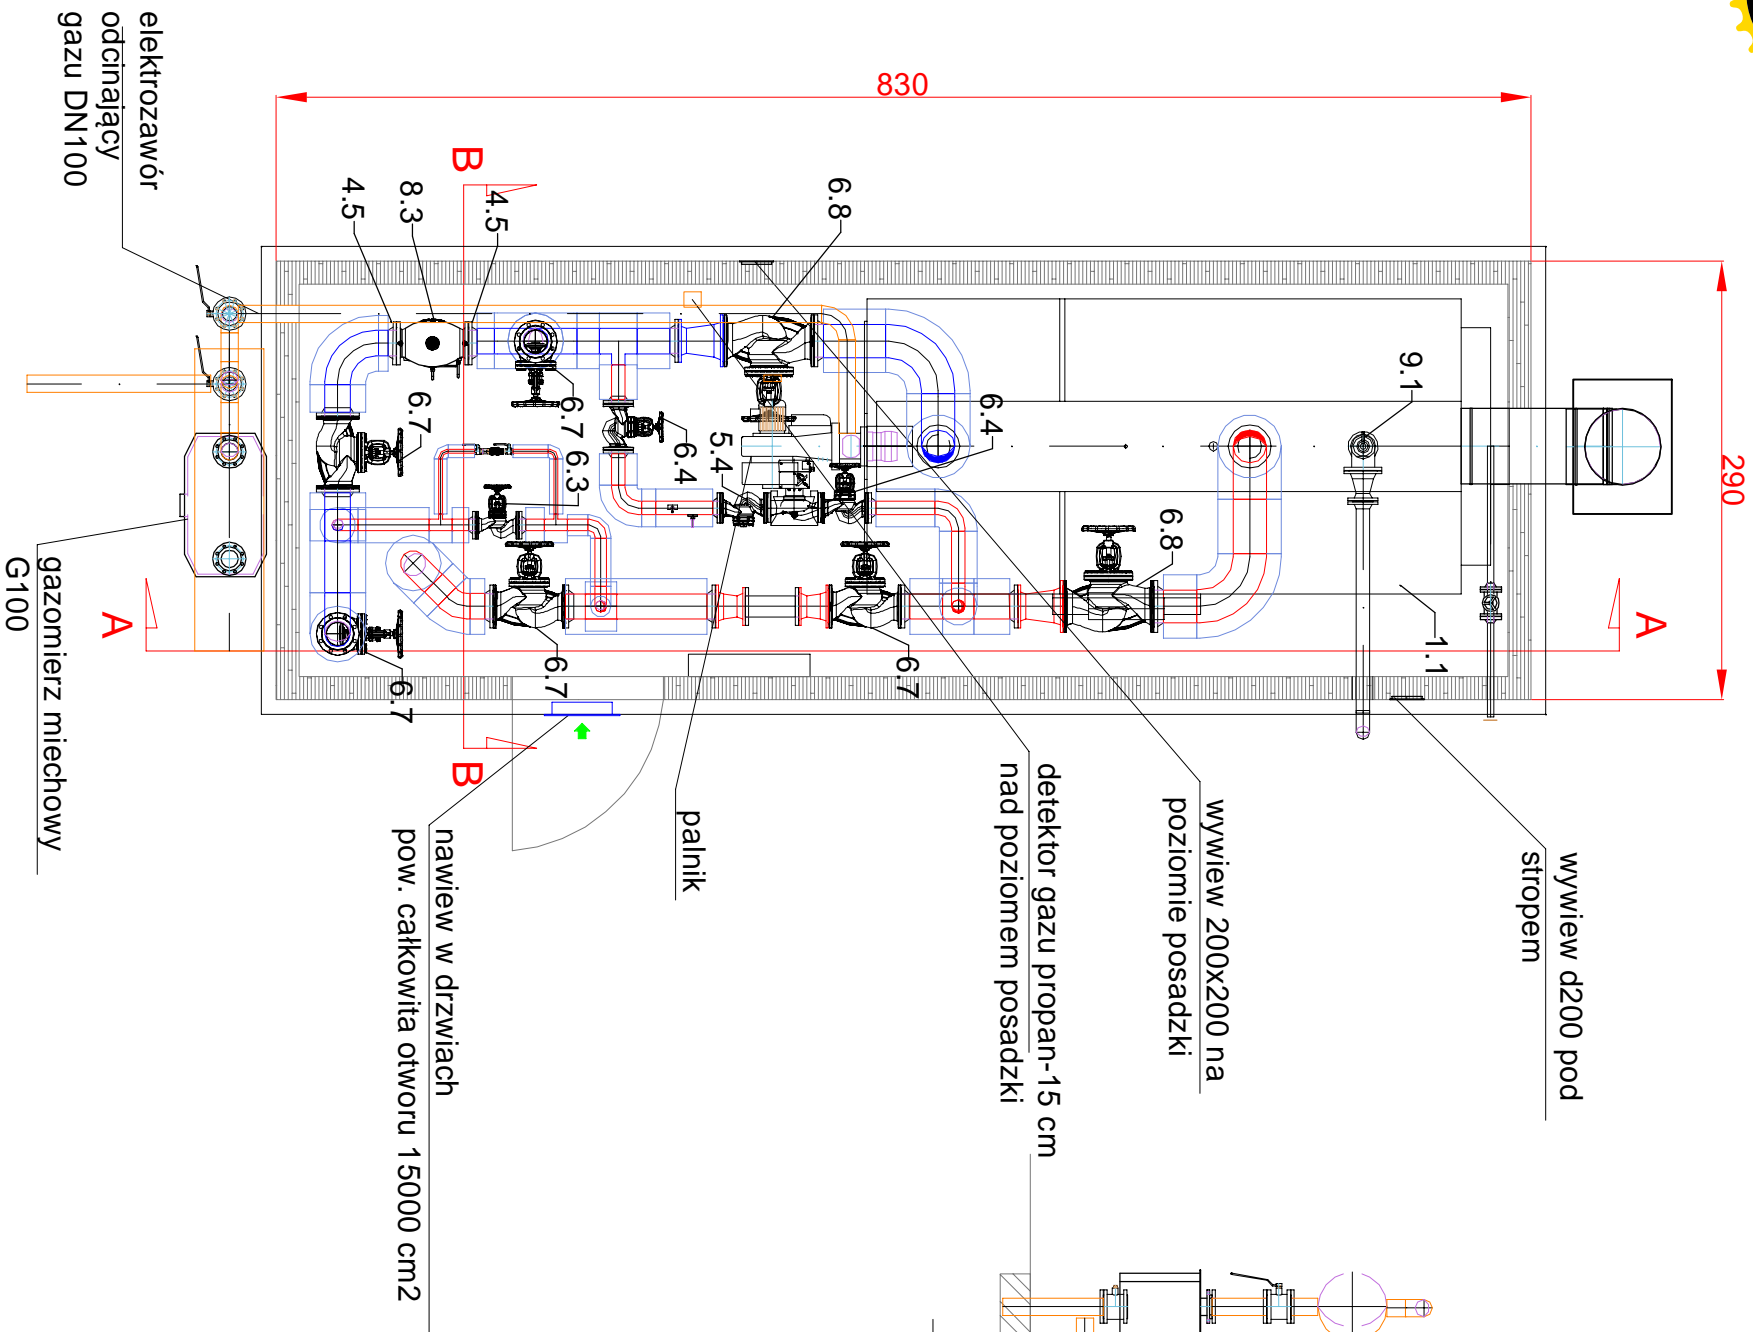 830
290
elektrozawór
odcinający
gazu DN100
B
4.5
8.3
4.5
6.8
6.7
6.7
6.3
6.4
5.4
6.4
9.1
6.8
1.1
6.7
6.7
6.7
A
A
B
gazomierz miechowy
G100
nawiew w drzwiach
pow. całkowita otworu 15000 cm2
palnik
detektor gazu propan-15 cm
nad poziomem posadzki
wywiew 200x200 na
poziomie posadzki
wywiew d200 pod
stropem